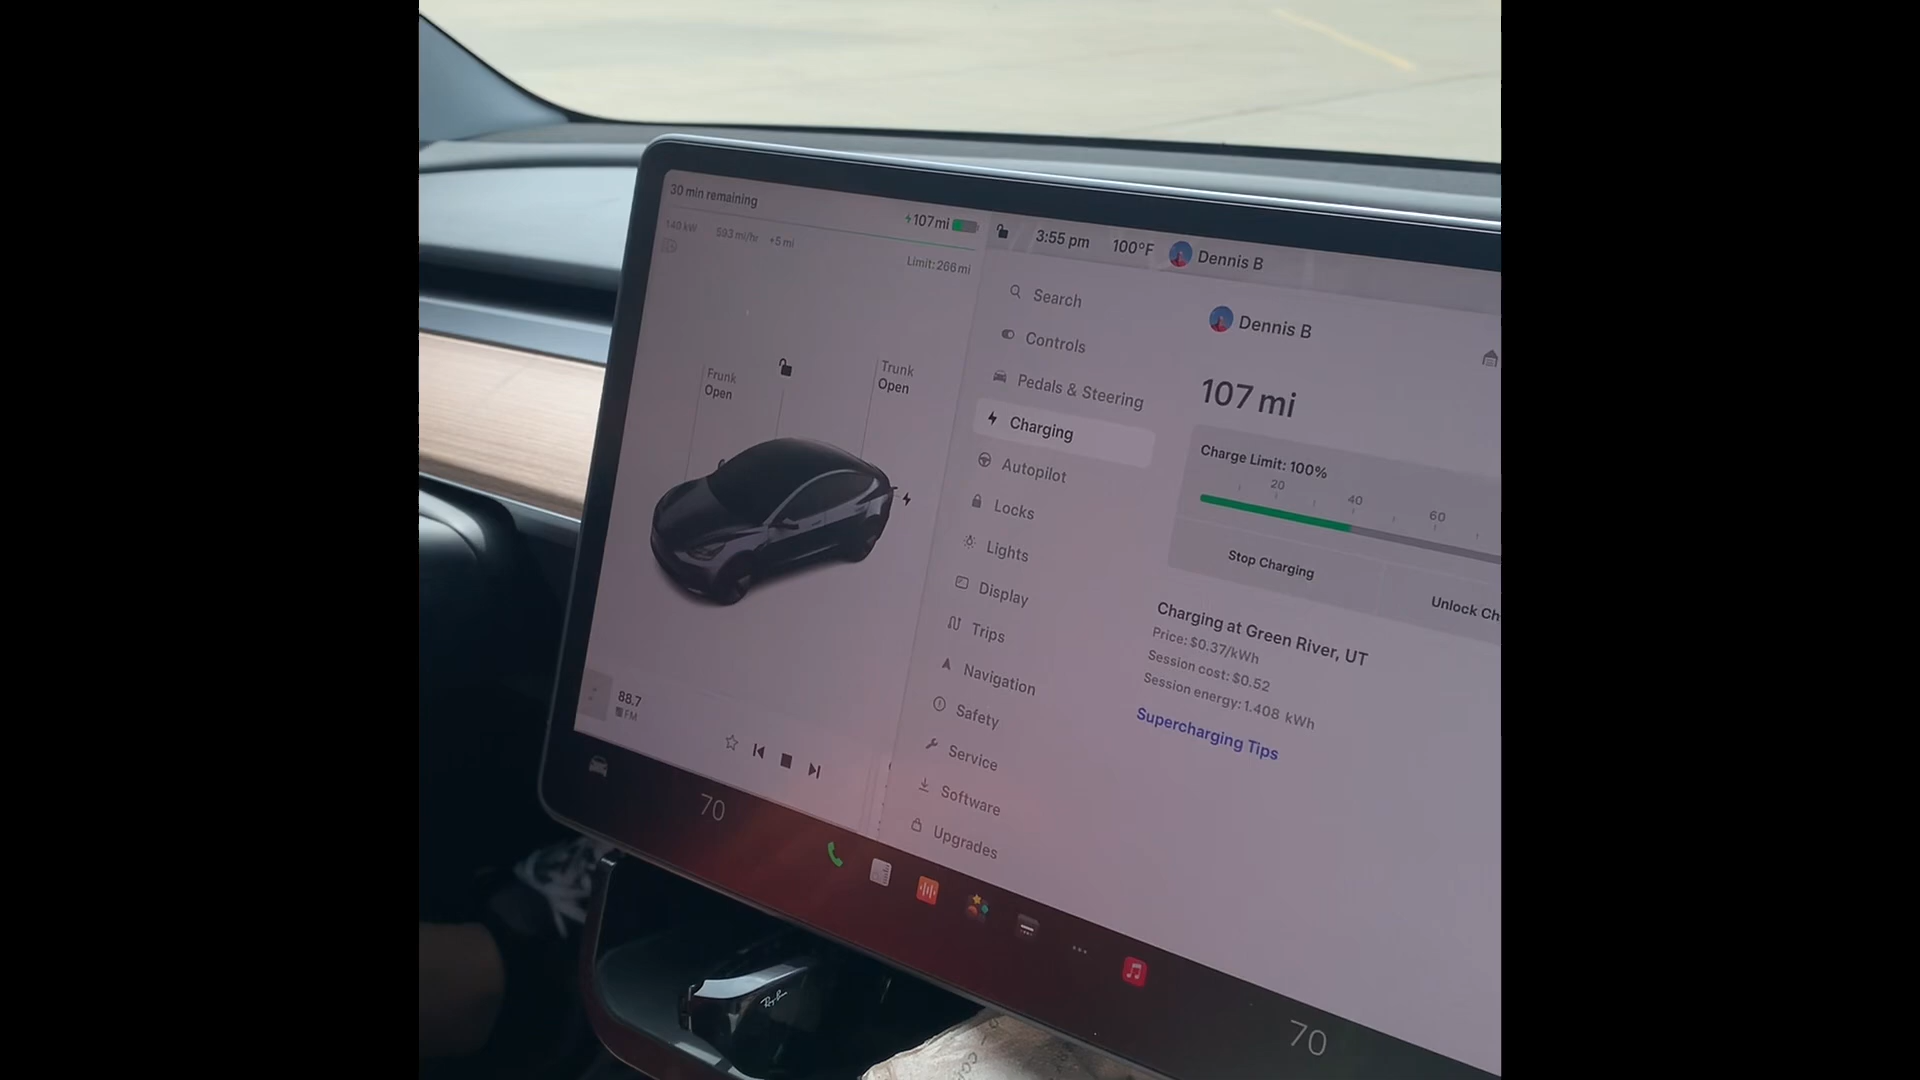 30 min remaining
107 mi
140 kW 593 mi/hr +5 mi
Limit: 266 mi
3:55 pm 100°F Dennis B
Frunk
Open
Trunk
Open
88.7
FM
Search
Controls
Pedals & Steering
Charging
Autopilot
Locks
Lights
Display
Trips
Navigation
Safety
Service
Software
Upgrades
Dennis B
107 mi
Charge Limit: 100%
20 40 60
Stop Charging
Unlock Ch
Charging at Green River, UT
Price: $0.37/kWh
Session cost: $0.52
Session energy: 1.408 kWh
Supercharging Tips
70
70
Ray-Ban